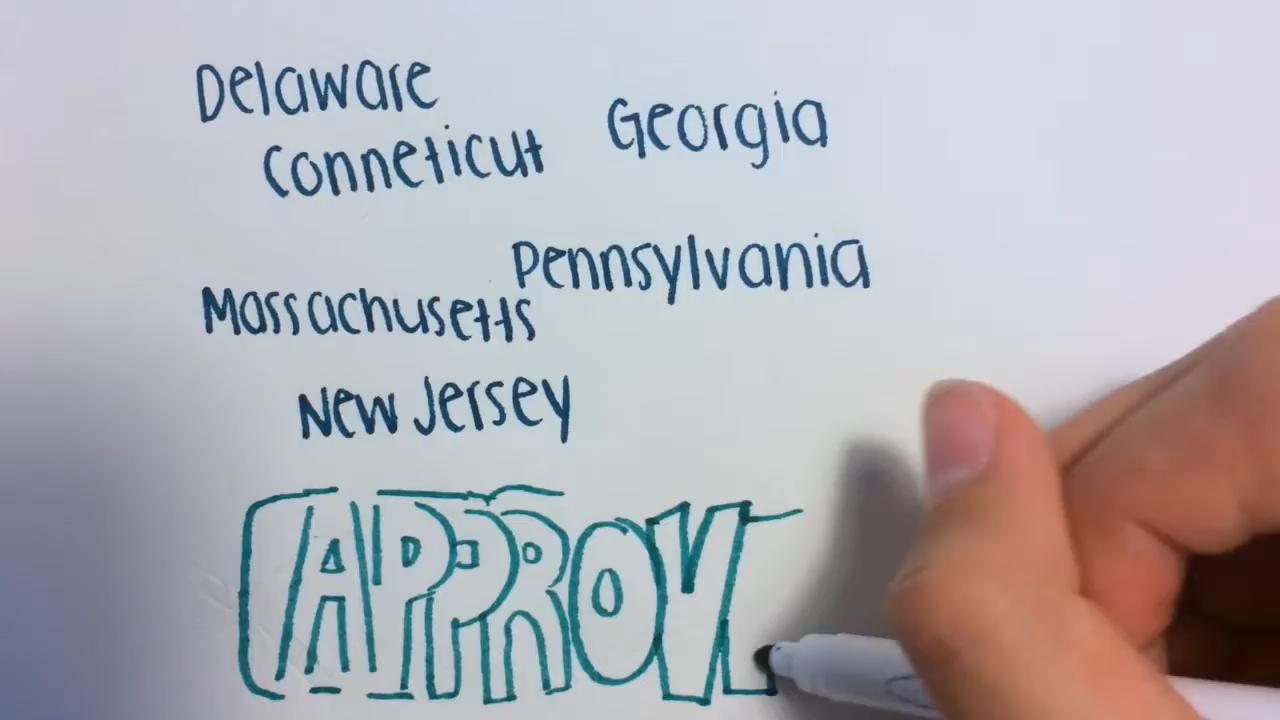 Delaware
Conneticut
Georgia
Pennsylvania
Massachusetts
New Jersey
APPROV